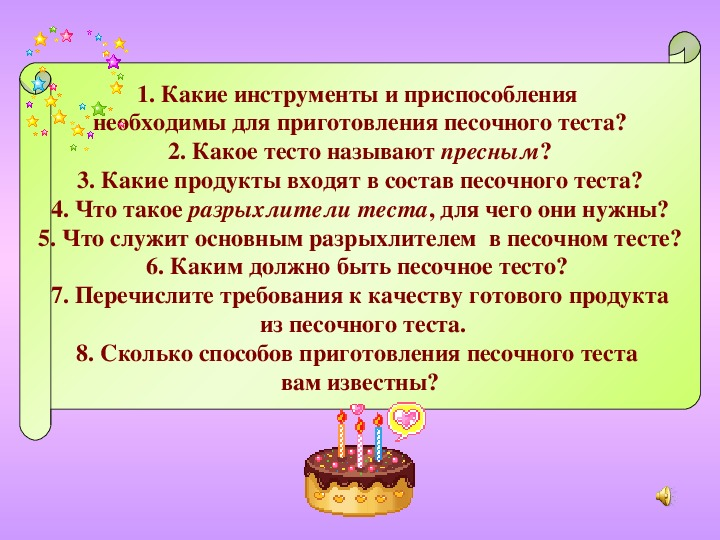 1. Какие инструменты и приспособления
необходимы для приготовления песочного теста?
2. Какое тесто называют пресным?
3. Какие продукты входят в состав песочного теста?
4. Что такое разрыхлители теста, для чего они нужны?
5. Что служит основным разрыхлителем в песочном тесте?
6. Каким должно быть песочное тесто?
7. Перечислите требования к качеству готового продукта
из песочного теста.
8. Сколько способов приготовления песочного теста
вам известны?